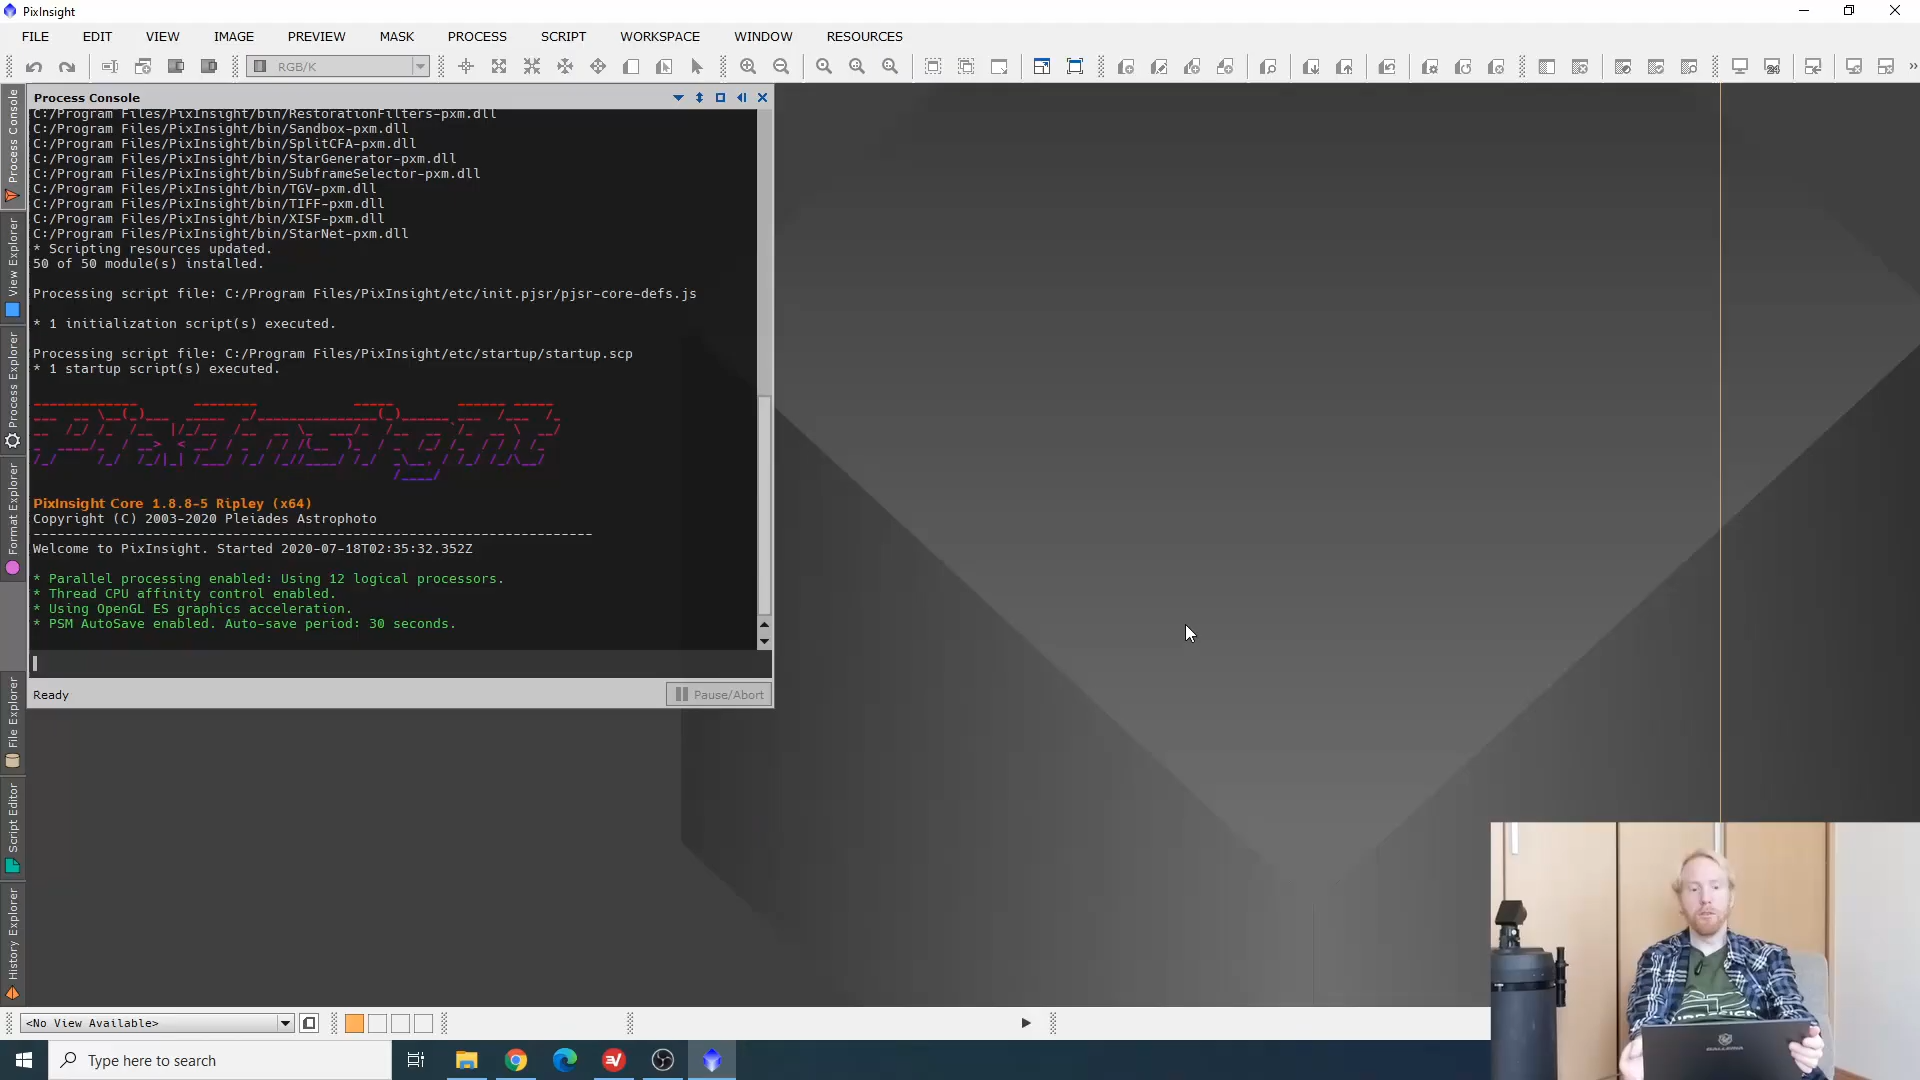 PixInsight
FILE EDIT VIEW IMAGE PREVIEW MASK PROCESS SCRIPT WORKSPACE WINDOW RESOURCES
RGB/K
Process Console
C:/Program Files/PixInsight/bin/RestorationFilters-pxm.dll
C:/Program Files/PixInsight/bin/Sandbox-pxm.dll
C:/Program Files/PixInsight/bin/SplitCFA-pxm.dll
C:/Program Files/PixInsight/bin/StarGenerator-pxm.dll
C:/Program Files/PixInsight/bin/SubframeSelector-pxm.dll
C:/Program Files/PixInsight/bin/TGV-pxm.dll
C:/Program Files/PixInsight/bin/TIFF-pxm.dll
C:/Program Files/PixInsight/bin/XISF-pxm.dll
C:/Program Files/PixInsight/bin/StarNet-pxm.dll
* Scripting resources updated.
50 of 50 module(s) installed.
Processing script file: C:/Program Files/PixInsight/etc/init.pjsr/pjsr-core-defs.js
* 1 initialization script(s) executed.
Processing script file: C:/Program Files/PixInsight/etc/startup/startup.scp
* 1 startup script(s) executed.
PixInsight
PixInsight Core 1.8.8-5 Ripley (x64)
Copyright (C) 2003-2020 Pleiades Astrophoto
----------------------------------------------------------------------
Welcome to PixInsight. Started 2020-07-18T02:35:32.352Z
* Parallel processing enabled: Using 12 logical processors.
* Thread CPU affinity control enabled.
* Using OpenGL ES graphics acceleration.
* PSM AutoSave enabled. Auto-save period: 30 seconds.
Ready
Pause/Abort
Process Console
View Explorer
Process Explorer
Format Explorer
File Explorer
Script Editor
History Explorer
<No View Available>
Type here to search
GALLERIA